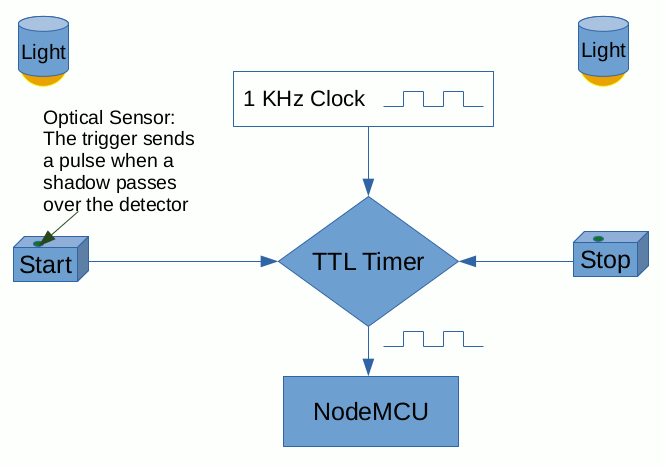 Light
Light
1 KHz Clock
Optical Sensor:
The trigger sends
a pulse when a
shadow passes
over the detector
Start
TTL Timer
Stop
NodeMCU